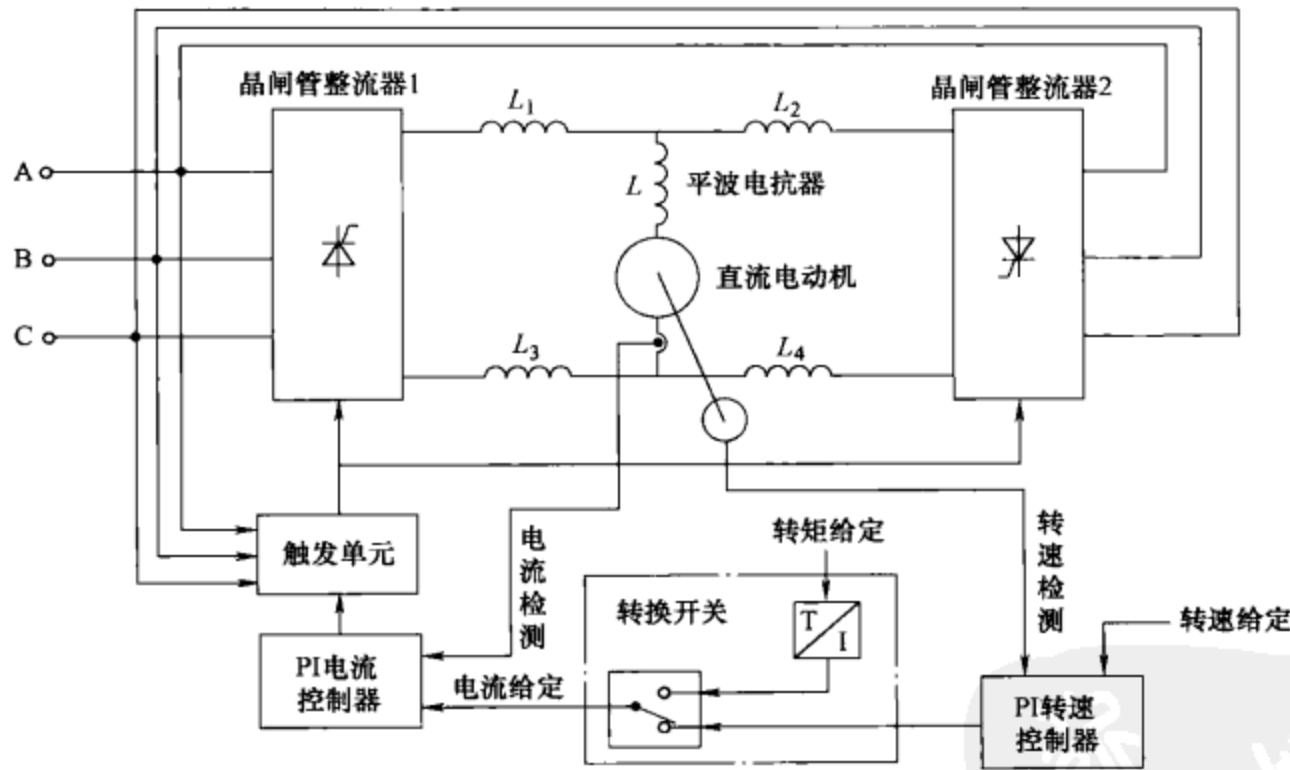 晶闸管整流器1
晶闸管整流器2
L1
L2
A
L
平波电抗器
B
直流电动机
C
L3
L4
触发单元
电流检测
转矩给定
转速检测
转换开关
T
I
转速给定
PI电流
控制器
电流给定
PI转速
控制器